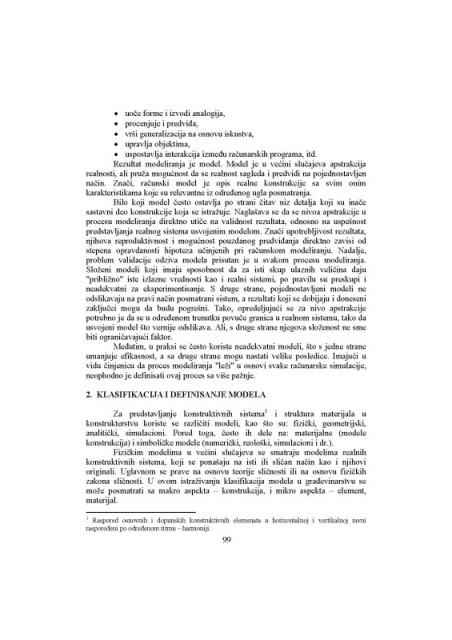 • uoče forme i izvodi analogija,
• procenjuje i predviđa,
• vrši generalizacija na osnovu iskustva,
• upravlja objektima,
• uspostavlja interakcija između računarskih programa, itd.
Rezultat modeliranja je model. Model je u većini slučajeva apstrakcija
realnosti, ali pruža mogućnost da se realnost sagleda i predvidi na pojednostavljen
način. Znači, računski model je opis realne konstrukcije sa svim onim
karakteristikama koje su relevantne iz određenog ugla posmatranja.
Bilo koji model često ostavlja po strani čitav niz detalja koji su inače
sastavni deo konstrukcije koja se istražuje. Naglašava se da se nivoa apstrakcije u
procesu modeliranja direktno utiče na validnost rezultata, odnosno na uspešnost
predstavljanja realnog sistema usvojenim modelom. Znači upotrebljivost rezultata,
njihova reproduktivnost i mogućnost pouzdanog predviđanja direktno zavisi od
stepena opravdanosti hipoteza učinjenih pri računskom modeliranju. Nadalje,
problem validacije odziva modela prisutan je u svakom procesu modeliranja.
Složeni modeli koji imaju sposobnost da za isti skup ulaznih veličina daju
"približno" iste izlazne vrednosti kao i realni sistemi, po pravilu su preskupi i
neadekvatni za eksperimentisanje. S druge strane, pojednostavljeni modeli ne
odslikavaju na pravi način posmatrani sistem, a rezultati koji se dobijaju i doneseni
zaključci mogu da budu pogrešni. Tako, opredeljujući se za nivo apstrakcije
potrebno je da se u određenom trenutku povuče granica u realnom sistemu, tako da
usvojeni model što vernije odslikava. Ali, s druge strane njegova složenost ne sme
biti ograničavajući faktor.
Međutim, u praksi se često koriste neadekvatni modeli, što s jedne strane
umanjuje efikasnost, a sa druge strane mogu nastati velike posledice. Imajući u
vidu činjenicu da proces modeliranja "leži" u osnovi svake računarske simulacije,
neophodno je definisati ovaj proces sa više pažnje.
2. KLASIFIKACIJA I DEFINISANJE MODELA
Za predstavljanje konstruktivnih sistema¹ i struktura materijala u
konstrukterstvu koriste se različiti modeli, kao što su: fizički, geometrijski,
analitički, simulacioni. Pored toga, često ih dele na: materijalne (modele
konstrukcija) i simboličke modele (numerički, reološki, simulacioni i dr.).
Fizičkim modelima u većini slučajeva se smatraju modelima realnih
konstruktivnih sistema, koji se ponašaju na isti ili sličan način kao i njihovi
originali. Uglavnom se prave na osnovu teorije sličnosti ili na osnovu fizičkih
zakona sličnosti. U ovom istraživanju klasifikacija modela u građevinarstvu se
može posmatrati sa makro aspekta – konstrukcija, i mikro aspekta – element,
materijal.
¹ Raspored osnovnih i dopunskih konstruktivnih elemenata u horizontalnoj i vertikalnoj ravni
raspoređeni po određenom ritmu – harmoniji.
99